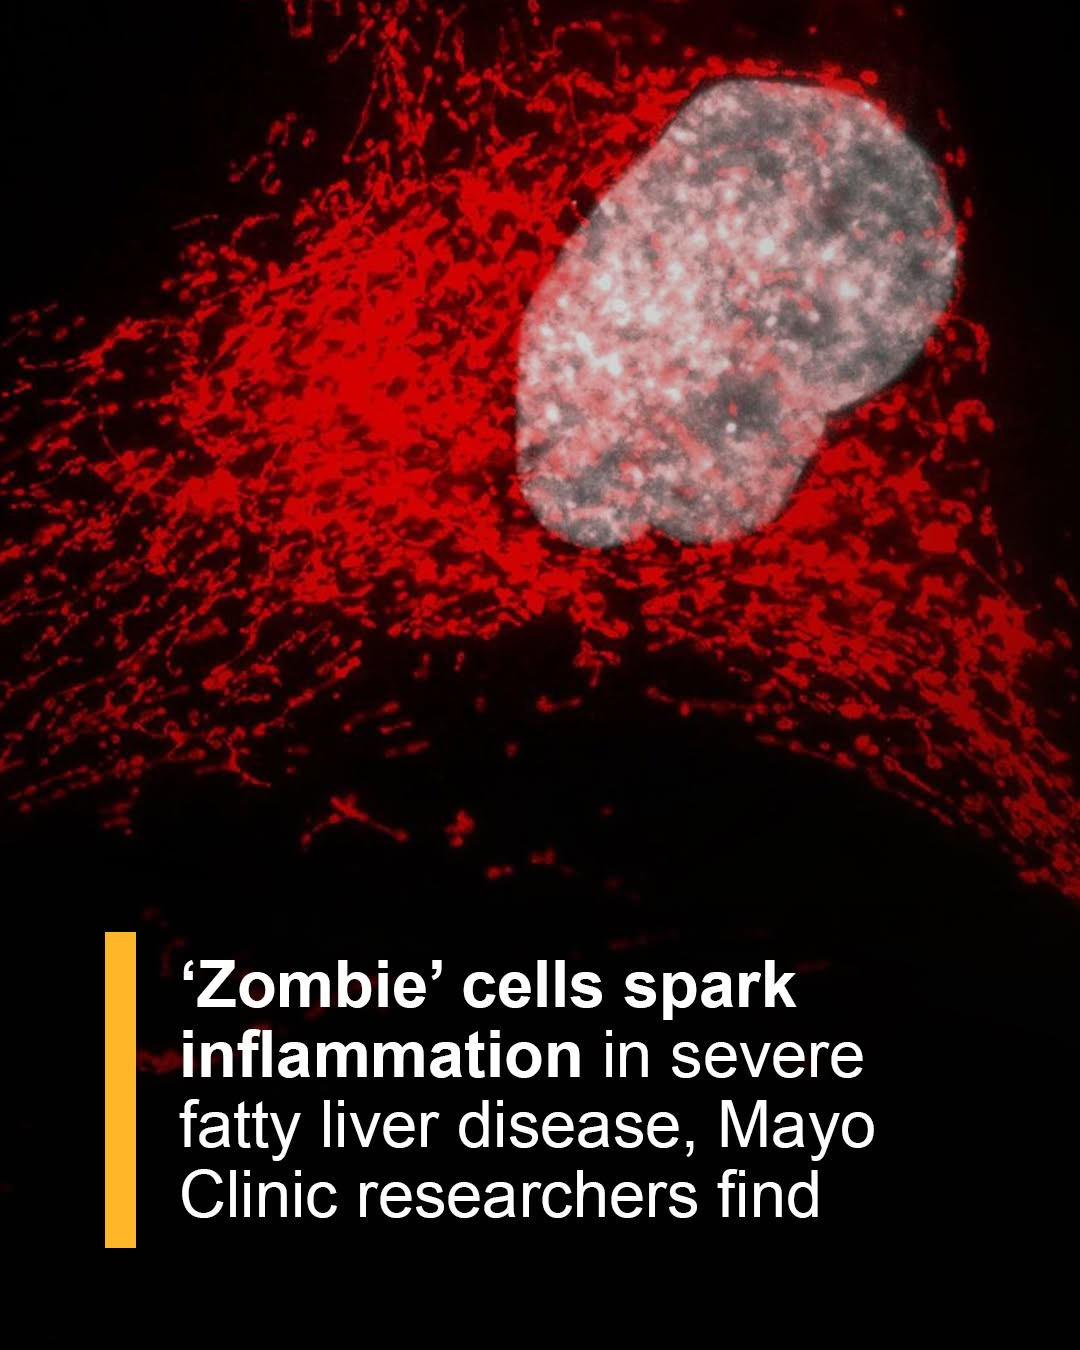 ‘Zombie’ cells spark
inflammation in severe
fatty liver disease, Mayo
Clinic researchers find